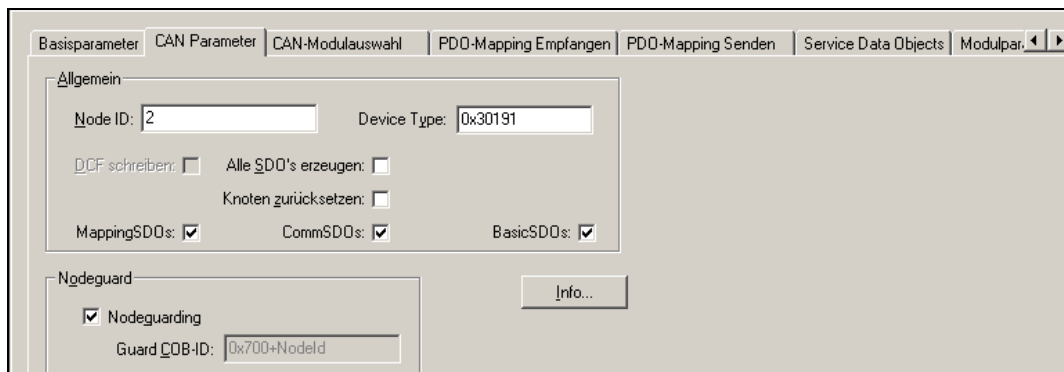 Basisparameter CAN Parameter CAN-Modulauswahl PDO-Mapping Empfangen PDO-Mapping Senden Service Data Objects Modulpar
Allgemein
Node ID: 2 Device Type: 0x30191
DCF schreiben: Alle SDO's erzeugen:
Knoten zurücksetzen:
MappingSDOs: CommSDOs: BasicSDOs:
Nodeguard
Info...
Nodeguarding
Guard COB-ID: 0x700+NodeId